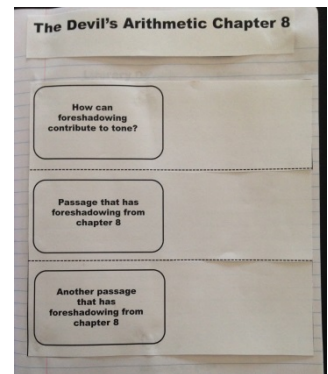 The Devil's Arithmetic Chapter 8
How can
foreshadowing
contribute to tone?
Passage that has
foreshadowing from
chapter 8
Another passage
that has
foreshadowing from
chapter 8